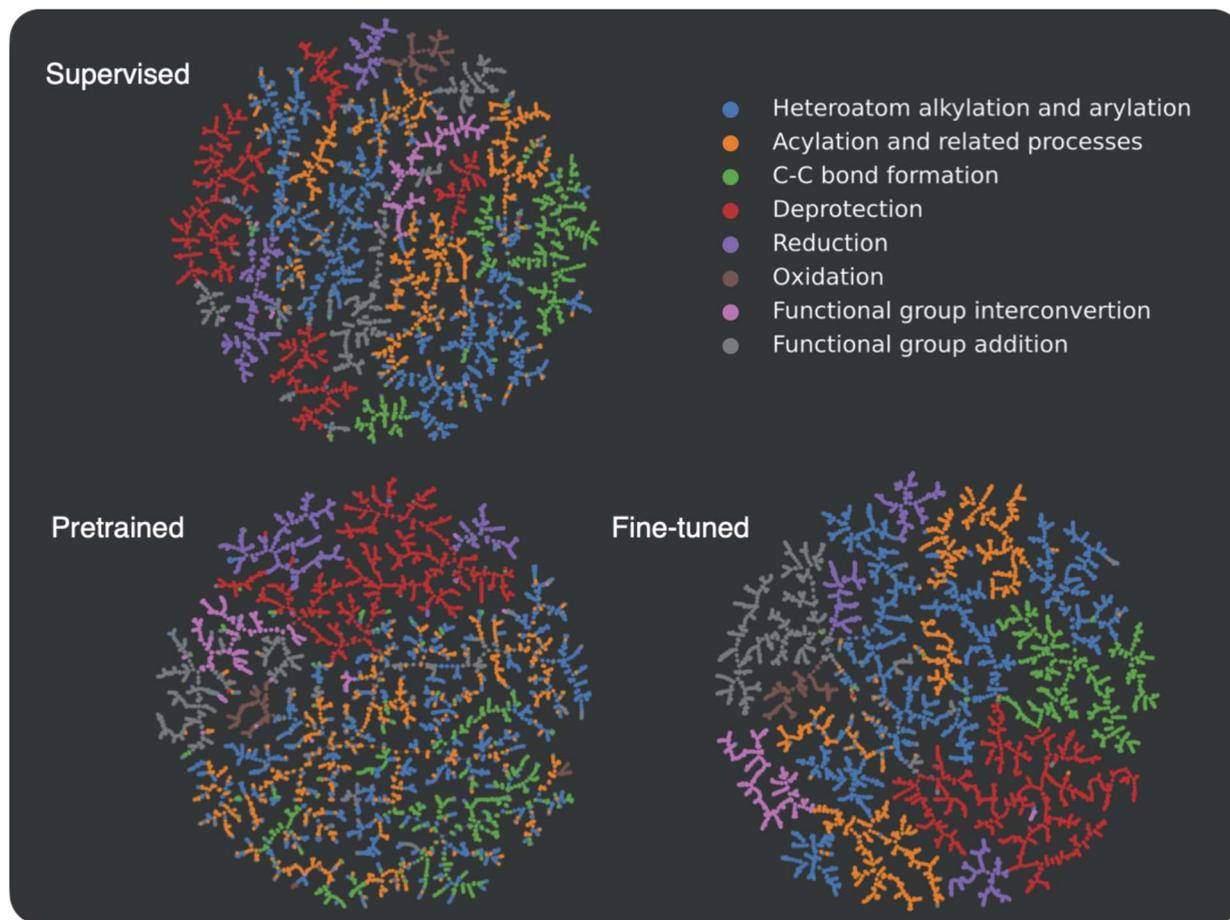 Supervised
Heteroatom alkylation and arylation
Acylation and related processes
C-C bond formation
Deprotection
Reduction
Oxidation
Functional group interconvertion
Functional group addition
Pretrained
Fine-tuned